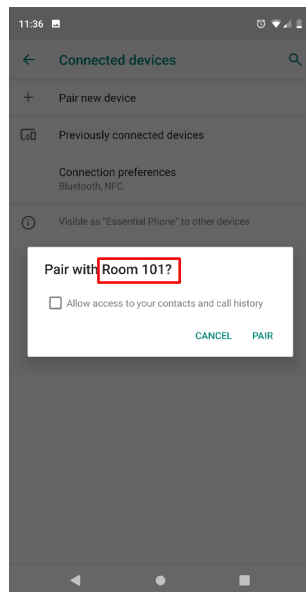 11:36
Connected devices
Pair new device
Previously connected devices
Connection preferences
Bluetooth, NFC
Visible as "Essential Phone" to other devices
Pair with Room 101?
Allow access to your contacts and call history
CANCEL PAIR